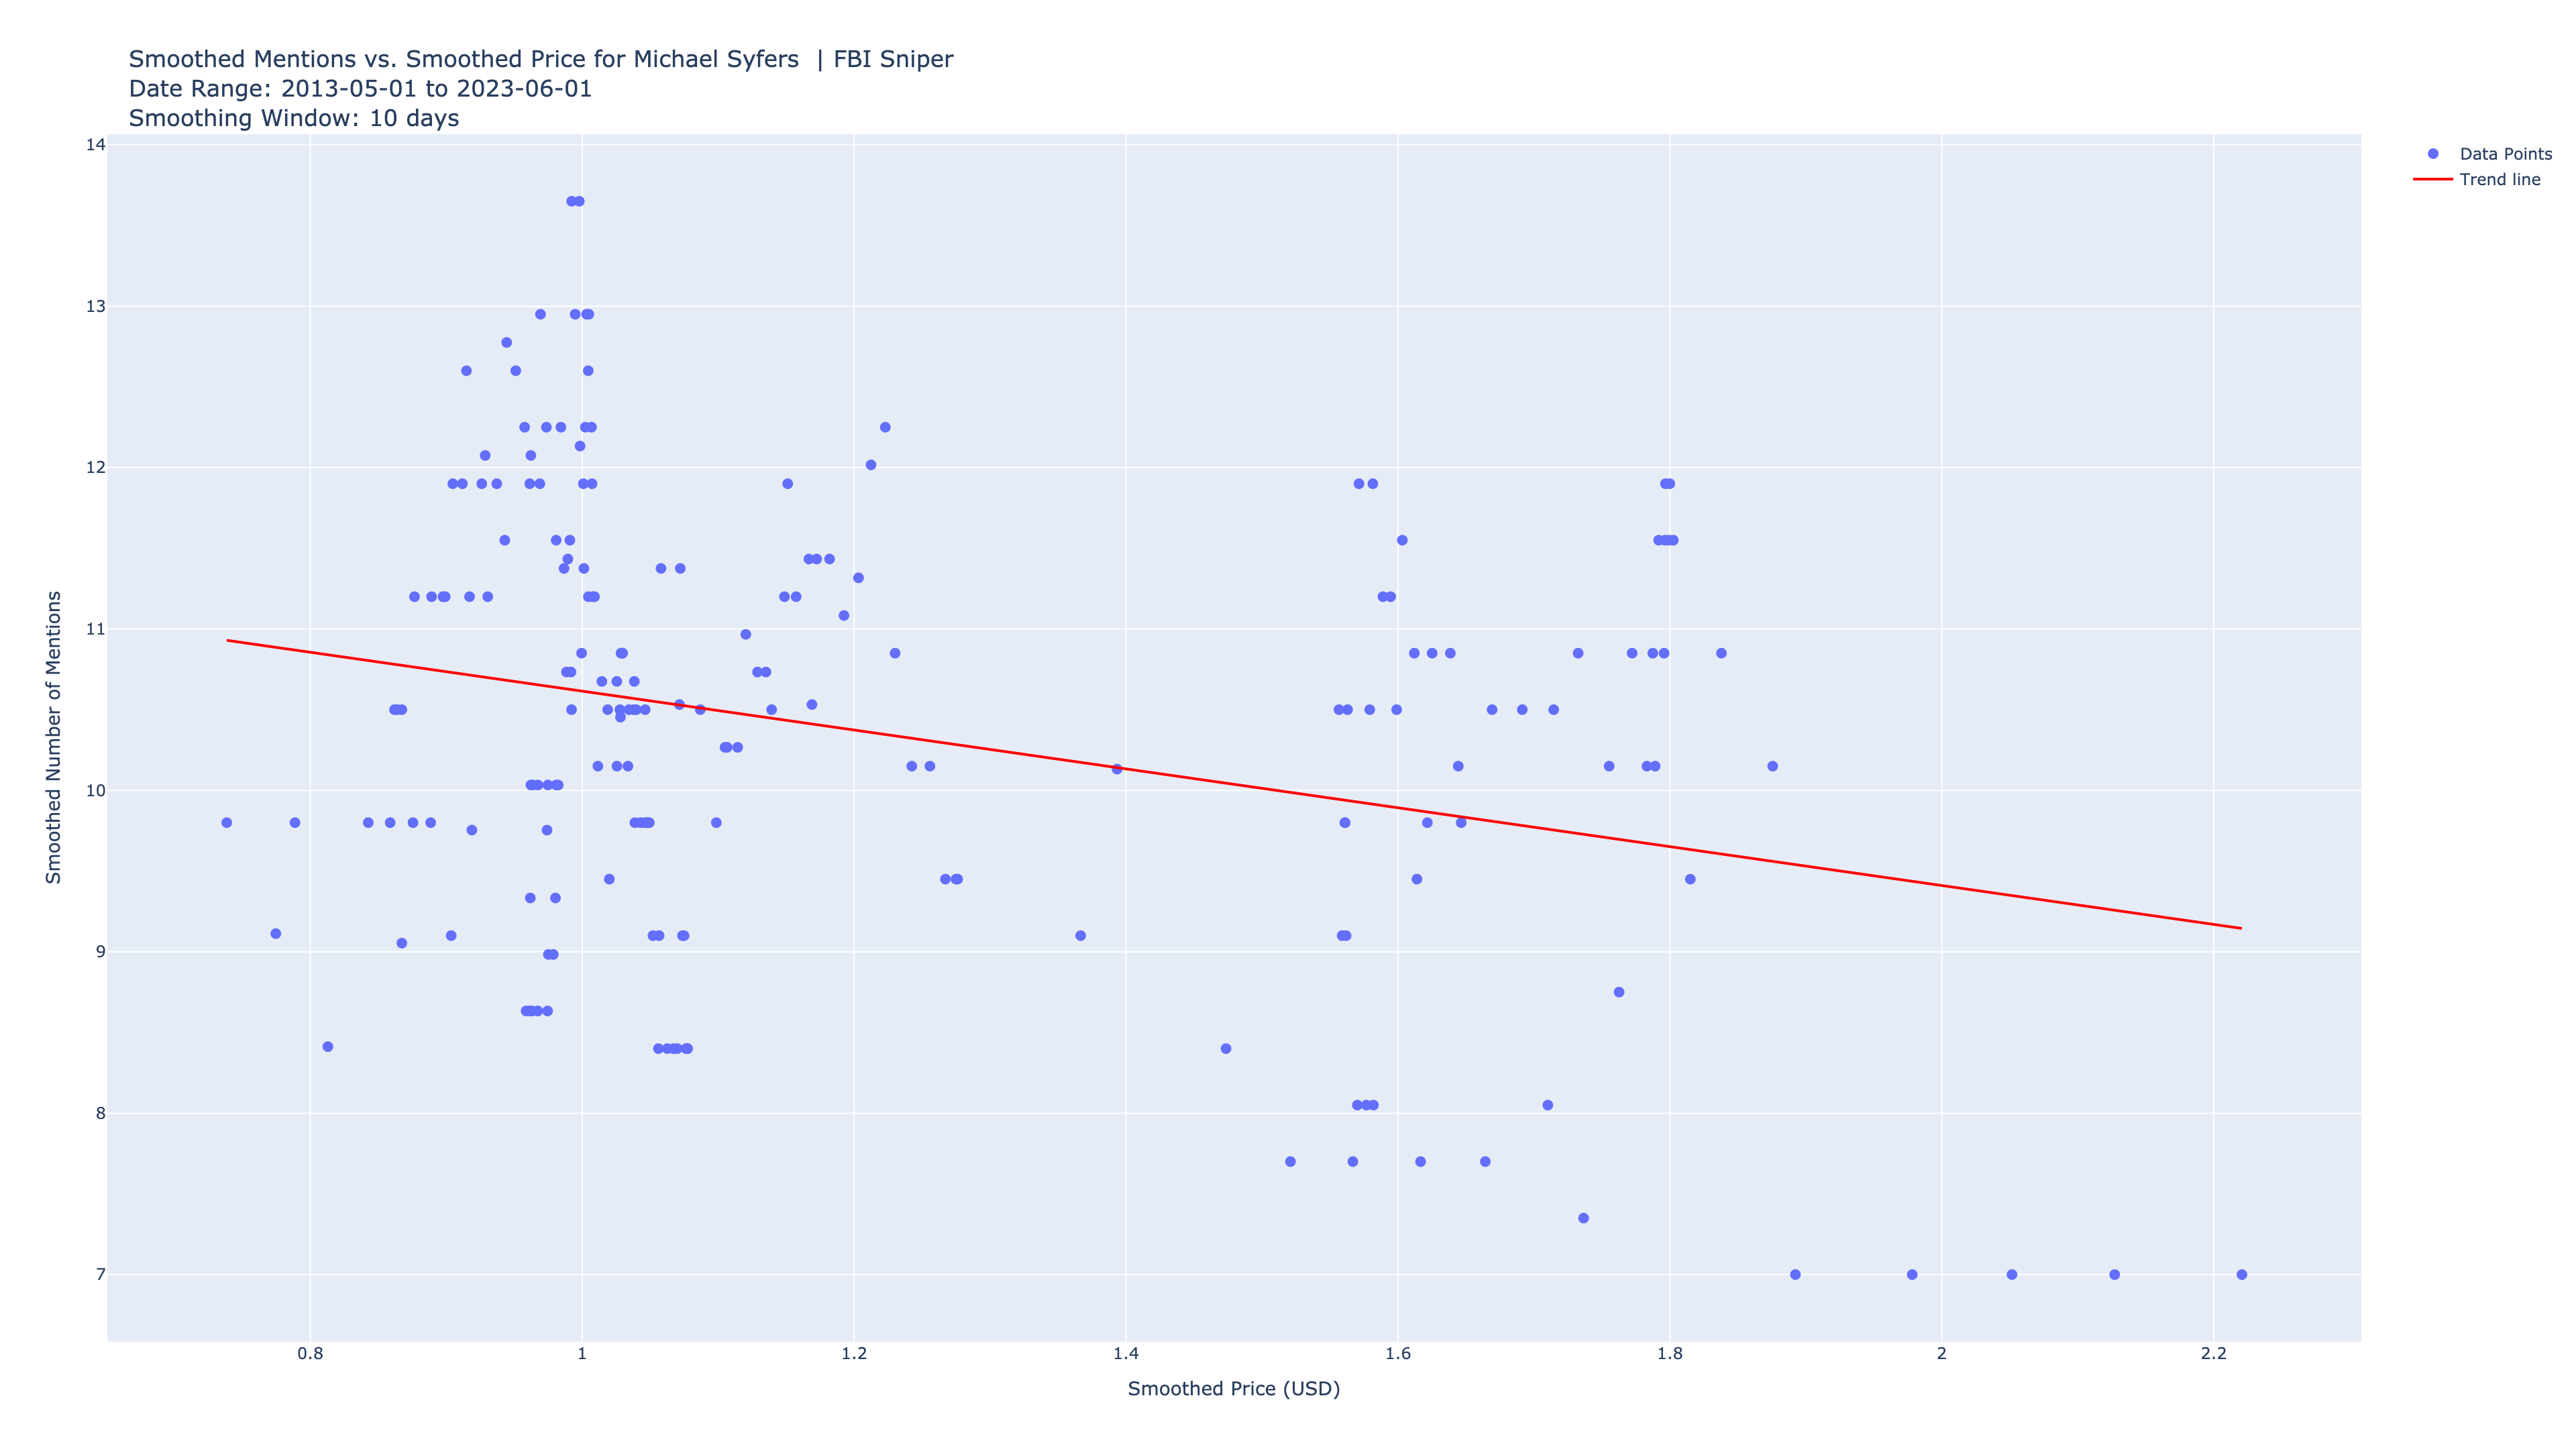 Smoothed Mentions vs. Smoothed Price for Michael Syfers  | FBI Sniper
Date Range: 2013-05-01 to 2023-06-01
Smoothing Window: 10 days
Data Points
Trend line
Smoothed Number of Mentions
14
13
12
11
10
9
8
7
0.8 1 1.2 1.4 1.6 1.8 2 2.2
Smoothed Price (USD)